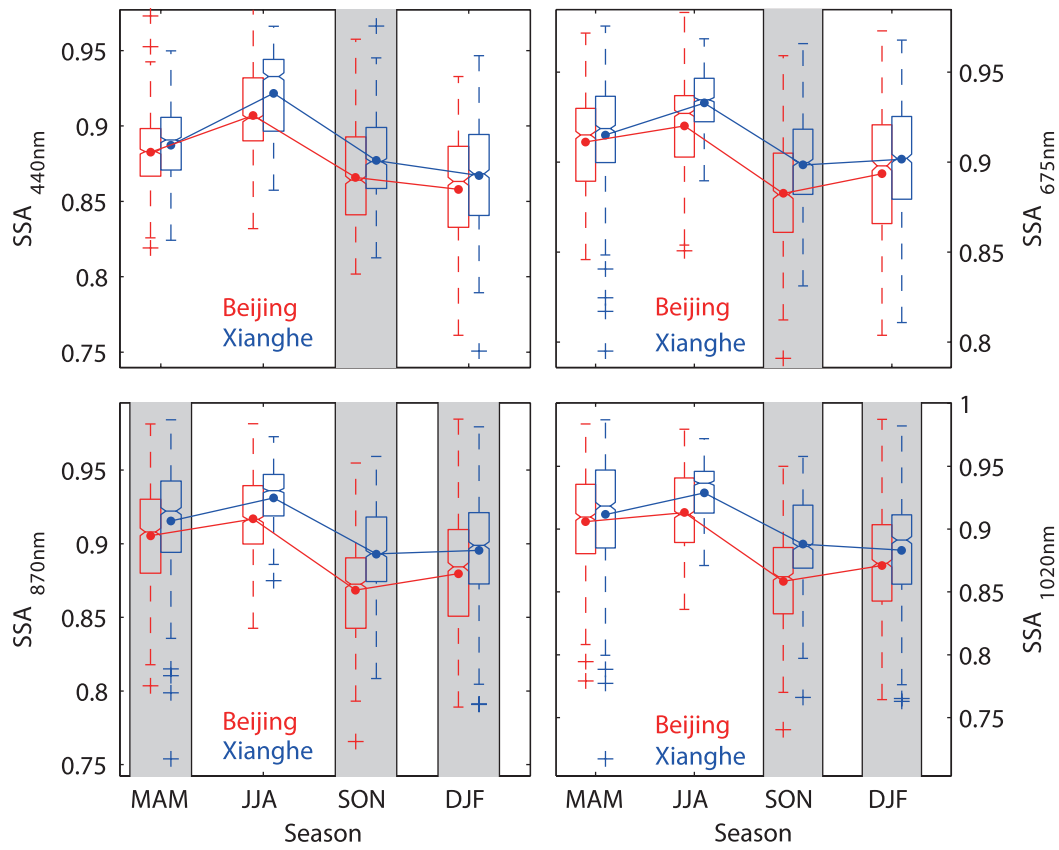 0.95
0.9
0.85
0.8
0.75
SSA 440nm
Beijing
Xianghe
0.95
0.9
0.85
0.8
SSA 675nm
Beijing
Xianghe
0.95
0.9
0.85
0.8
0.75
SSA 870nm
Beijing
Xianghe
MAM JJA SON DJF
Season
1
0.95
0.9
0.85
0.8
0.75
SSA 1020nm
Beijing
Xianghe
MAM JJA SON DJF
Season